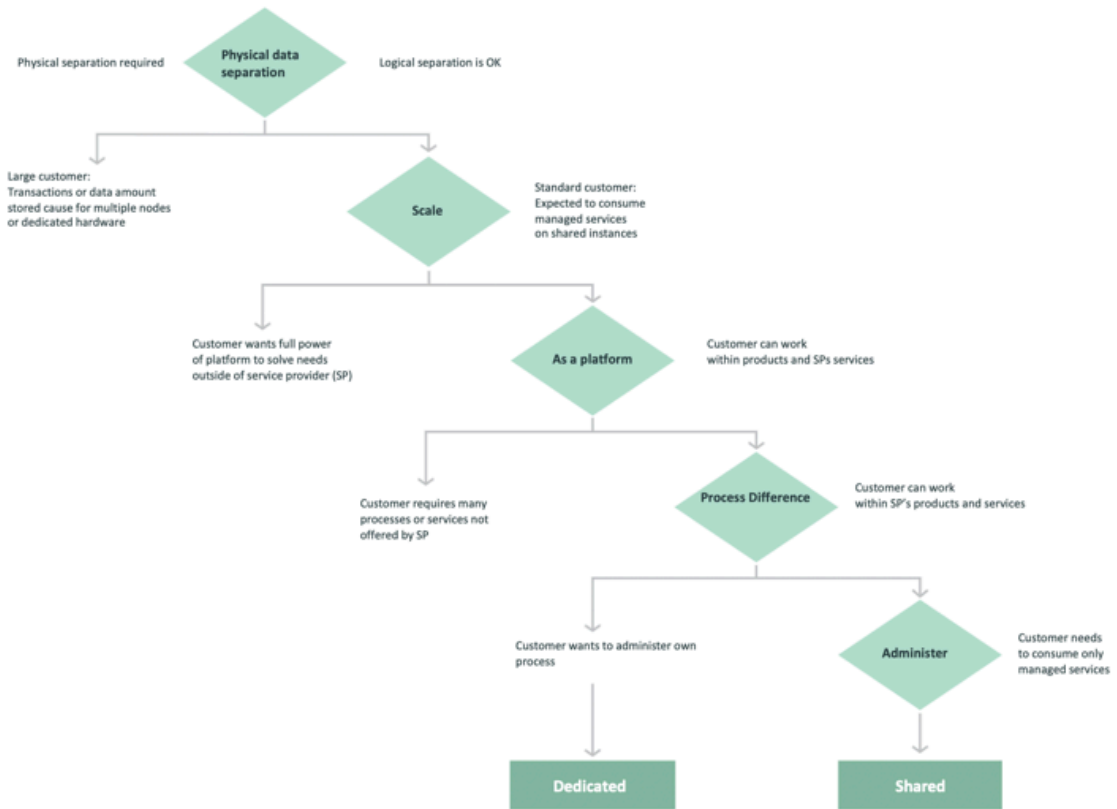 Physical separation required
Physical data
separation
Logical separation is OK
Large customer:
Transactions or data amount
stored cause for multiple nodes
or dedicated hardware
Scale
Standard customer:
Expected to consume
managed services
on shared instances
Customer wants full power
of platform to solve needs
outside of service provider (SP)
As a platform
Customer can work
within products and SPs services
Customer requires many
processes or services not
offered by SP
Process Difference
Customer can work
within SP's products and services
Customer wants to administer own
process
Administer
Customer needs
to consume only
managed services
Dedicated
Shared